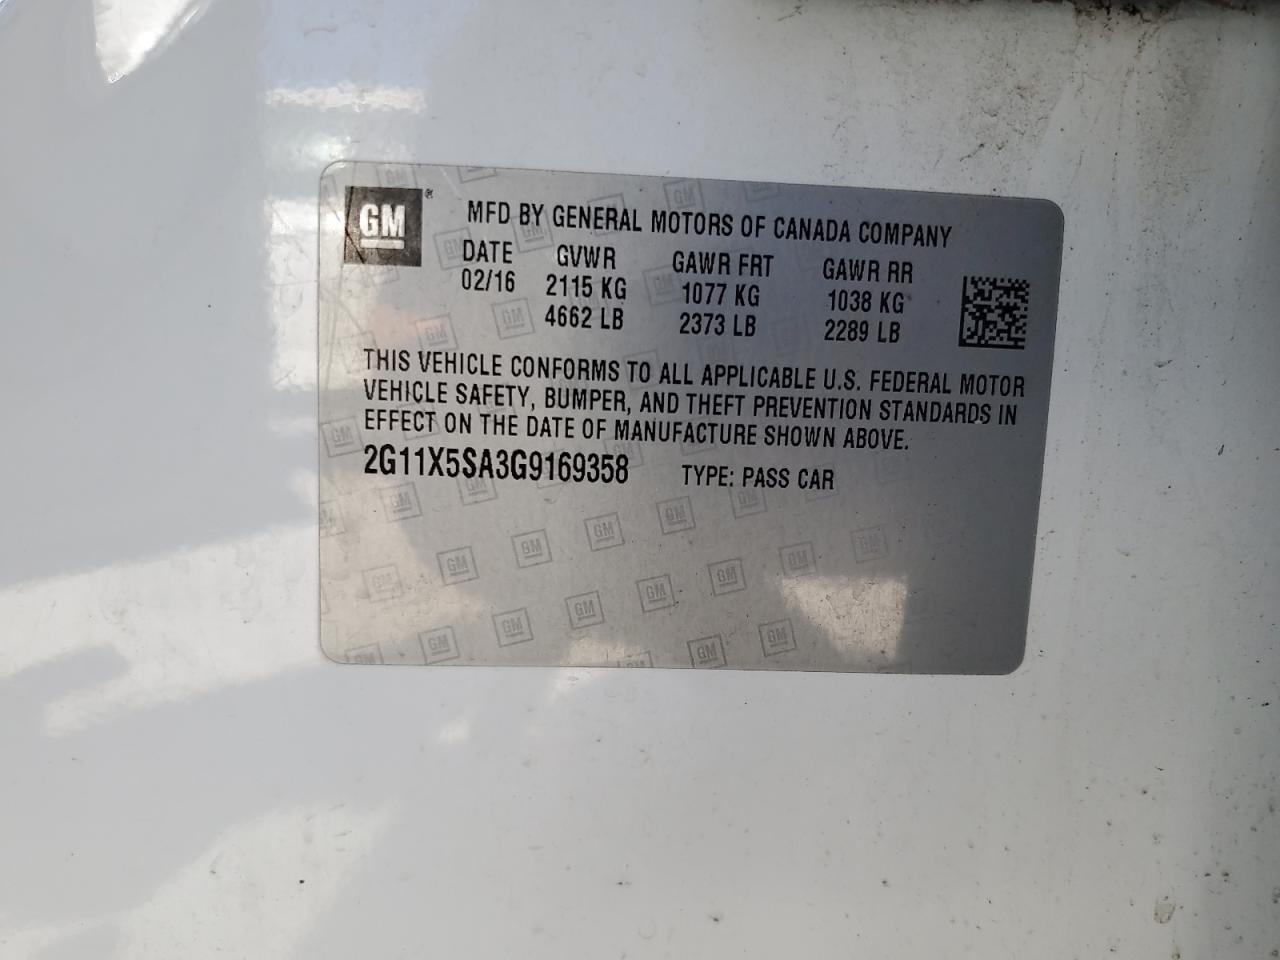 GM®
MFD BY GENERAL MOTORS OF CANADA COMPANY
DATE GVWR GAWR FRT GAWR RR
02/16 2115 KG 1077 KG 1038 KG
4662 LB 2373 LB 2289 LB
THIS VEHICLE CONFORMS TO ALL APPLICABLE U.S. FEDERAL MOTOR
VEHICLE SAFETY, BUMPER, AND THEFT PREVENTION STANDARDS IN
EFFECT ON THE DATE OF MANUFACTURE SHOWN ABOVE.
2G11X5SA3G9169358 TYPE: PASS CAR